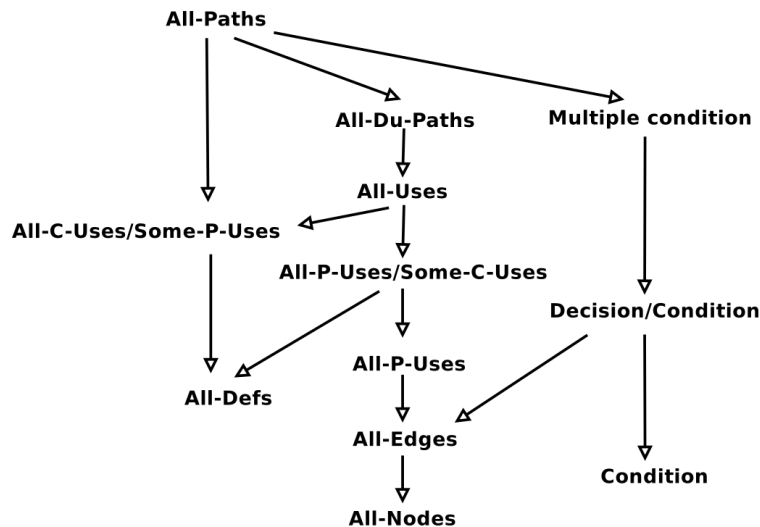 All-Paths
All-Du-Paths
Multiple condition
All-Uses
All-C-Uses/Some-P-Uses
All-P-Uses/Some-C-Uses
Decision/Condition
All-P-Uses
All-Defs
All-Edges
Condition
All-Nodes